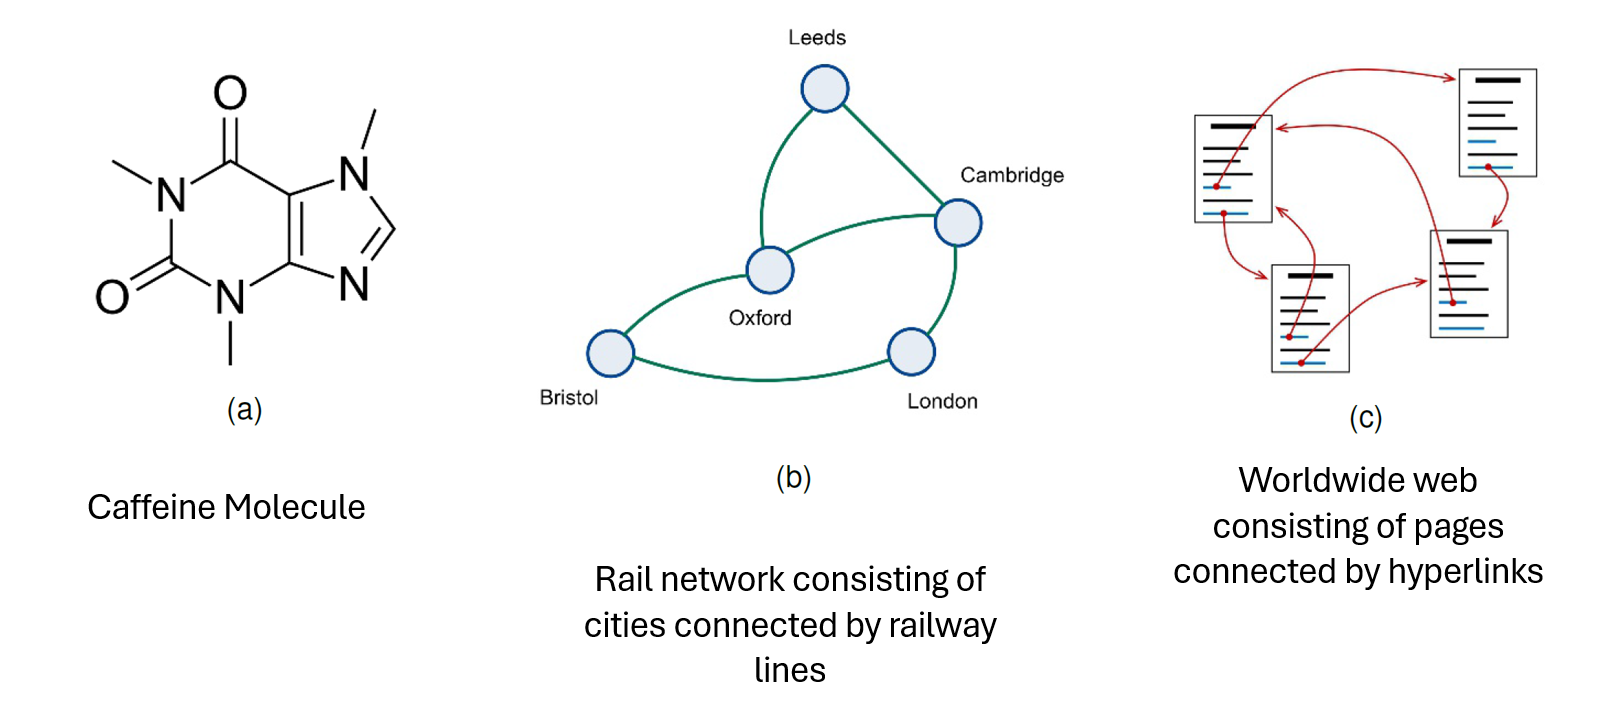 O
N
N
O
N
N
(a)
Caffeine Molecule
Leeds
Cambridge
Oxford
Bristol
London
(b)
Rail network consisting of
cities connected by railway
lines
(c)
Worldwide web
consisting of pages
connected by hyperlinks